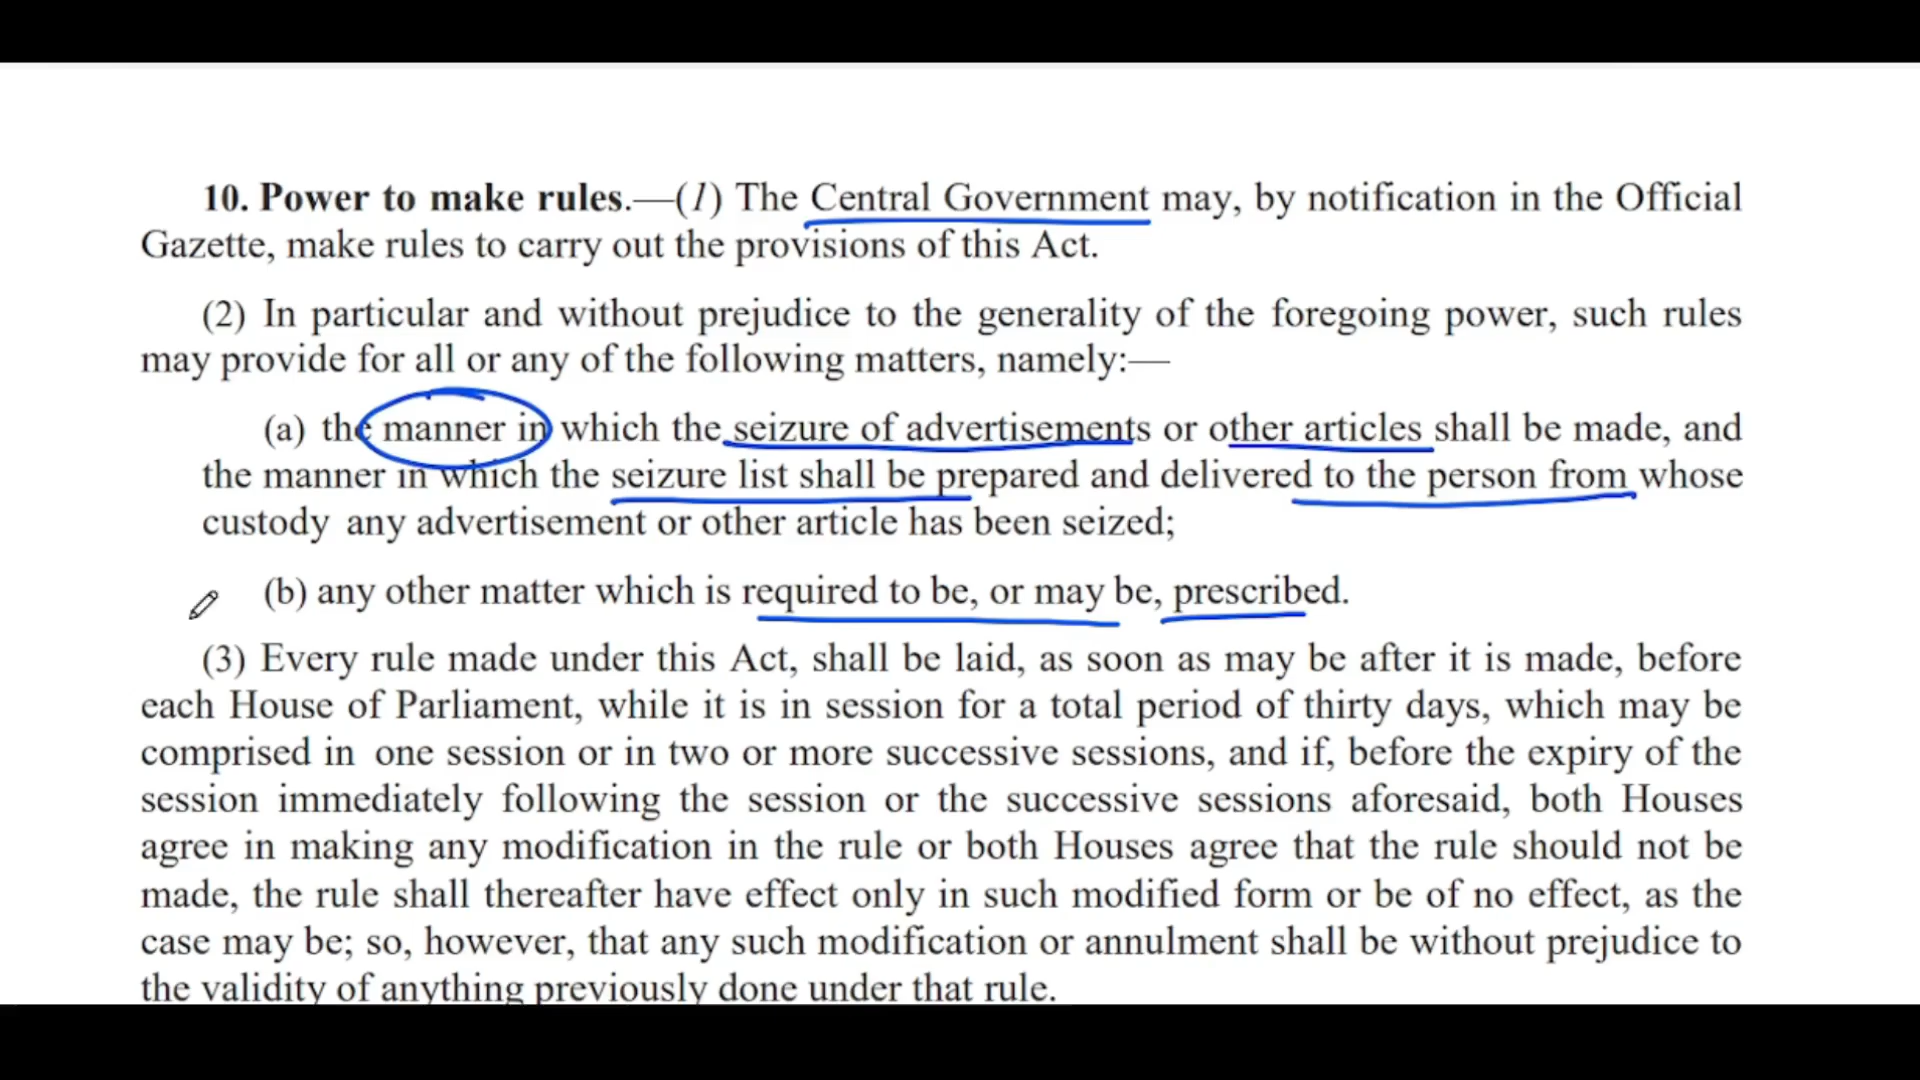 10. Power to make rules.—(1) The Central Government may, by notification in the Official
Gazette, make rules to carry out the provisions of this Act.
(2) In particular and without prejudice to the generality of the foregoing power, such rules
may provide for all or any of the following matters, namely:—
(a) the manner in which the seizure of advertisements or other articles shall be made, and
the manner in which the seizure list shall be prepared and delivered to the person from whose
custody any advertisement or other article has been seized;
(b) any other matter which is required to be, or may be, prescribed.
(3) Every rule made under this Act, shall be laid, as soon as may be after it is made, before
each House of Parliament, while it is in session for a total period of thirty days, which may be
comprised in one session or in two or more successive sessions, and if, before the expiry of the
session immediately following the session or the successive sessions aforesaid, both Houses
agree in making any modification in the rule or both Houses agree that the rule should not be
made, the rule shall thereafter have effect only in such modified form or be of no effect, as the
case may be; so, however, that any such modification or annulment shall be without prejudice to
the validity of anything previously done under that rule.